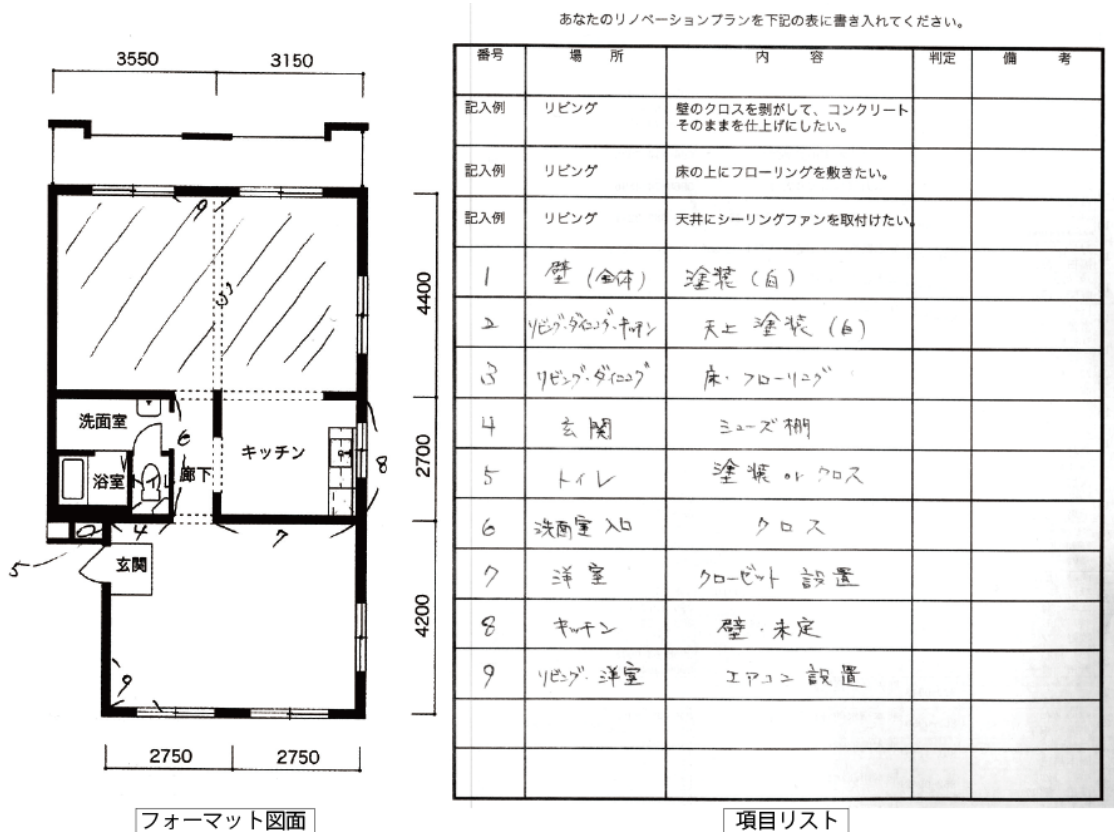 あなたのリノベーションプランを下記の表に書き入れてください。
3550 3150
4400
2700
4200
2750 2750
9
3
洗面室
6
キッチン
8
浴室
トイレ
廊下
4
7
5
玄関
9
フォーマット図面
番号 場所 内容 判定 備考
記入例 リビング 壁のクロスを剥がして、コンクリート
そのままを仕上げにしたい。
記入例 リビング 床の上にフローリングを敷きたい。
記入例 リビング 天井にシーリングファンを取付けたい。
1 壁(全体) 塗装(白)
2 リビング・ダイニング・キッチン 天上塗装(白)
3 リビング・ダイニング 床・フローリング
4 玄関 シューズ棚
5 トイレ 塗装orクロス
6 洗面室入口 クロス
7 洋室 クローゼット設置
8 キッチン 壁・未定
9 リビング・洋室 エアコン設置
項目リスト